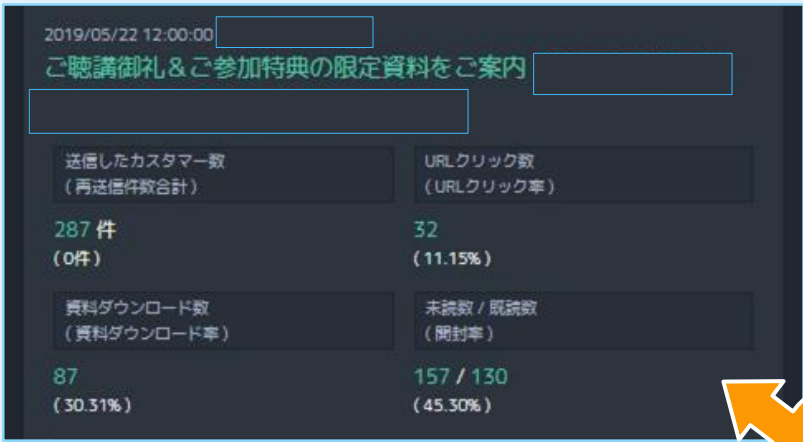 2019/05/22 12:00:00
ご聴講御礼&ご参加特典の限定資料をご案内
送信したカスタマー数
(再送信件数合計)
URLクリック数
(URLクリック率)
287 件
(0件)
32
(11.15%)
資料ダウンロード数
(資料ダウンロード率)
未読数 / 既読数
(開封率)
87
(30.31%)
157 / 130
(45.30%)